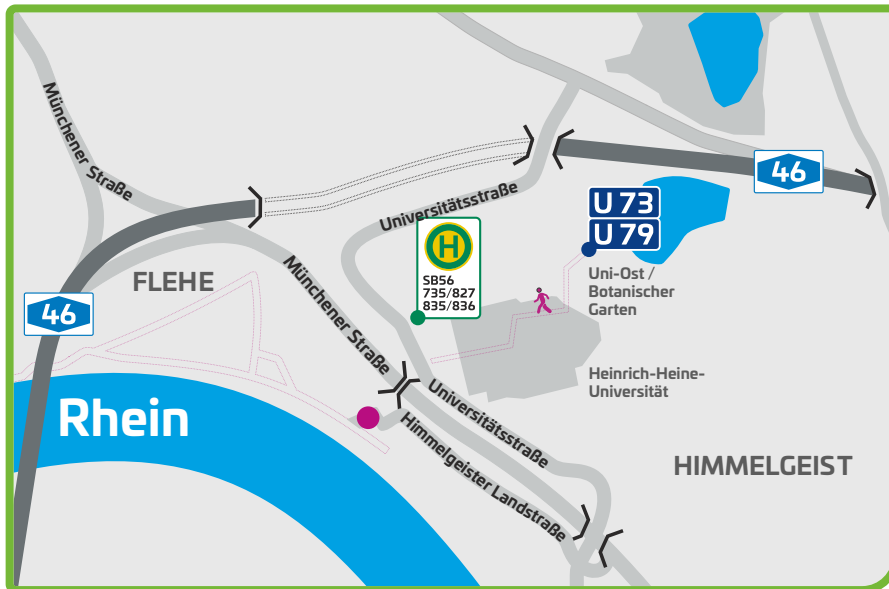 Münchener Straße
46
Universitätsstraße
U 73
U 79
H
SB56
735/827
835/836
Uni-Ost /
Botanischer
Garten
FLEHE
Münchener Straße
46
Heinrich-Heine-
Universität
Rhein
Universitätsstraße
Himmelgeister Landstraße
HIMMELGEIST